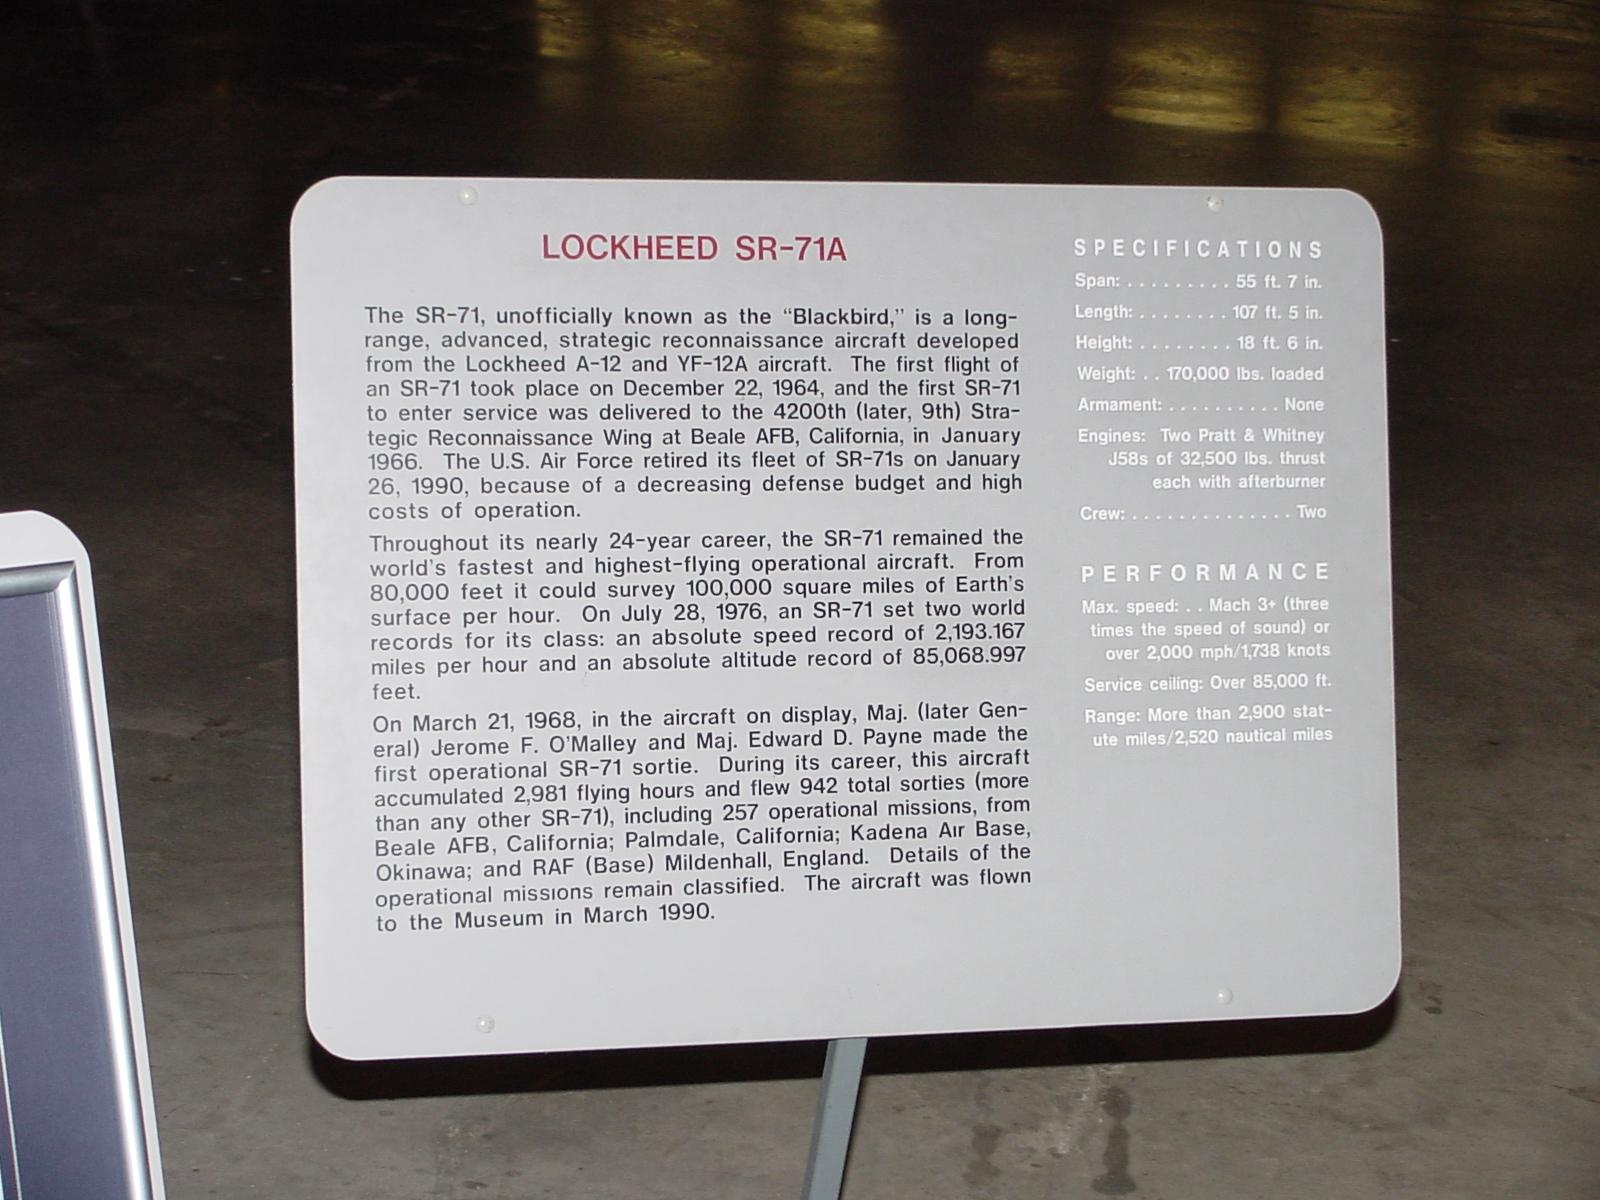 LOCKHEED SR-71A
The SR-71, unofficially known as the "Blackbird," is a long-
range, advanced, strategic reconnaissance aircraft developed
from the Lockheed A-12 and YF-12A aircraft. The first flight of
an SR-71 took place on December 22, 1964, and the first SR-71
to enter service was delivered to the 4200th (later, 9th) Stra-
tegic Reconnaissance Wing at Beale AFB, California, in January
1966. The U.S. Air Force retired its fleet of SR-71s on January
26, 1990, because of a decreasing defense budget and high
costs of operation.
Throughout its nearly 24-year career, the SR-71 remained the
world's fastest and highest-flying operational aircraft. From
80,000 feet it could survey 100,000 square miles of Earth's
surface per hour. On July 28, 1976, an SR-71 set two world
records for its class: an absolute speed record of 2,193.167
miles per hour and an absolute altitude record of 85,068.997
feet.
On March 21, 1968, in the aircraft on display, Maj. (later Gen-
eral) Jerome F. O'Malley and Maj. Edward D. Payne made the
first operational SR-71 sortie. During its career, this aircraft
accumulated 2,981 flying hours and flew 942 total sorties (more
than any other SR-71), including 257 operational missions, from
Beale AFB, California; Palmdale, California; Kadena Air Base,
Okinawa; and RAF (Base) Mildenhall, England. Details of the
operational missions remain classified. The aircraft was flown
to the Museum in March 1990.
SPECIFICATIONS
Span: . . . . . . . . . 55 ft. 7 in.
Length: . . . . . . . . 107 ft. 5 in.
Height: . . . . . . . . 18 ft. 6 in.
Weight: . . 170,000 lbs. loaded
Armament: . . . . . . . . . . None
Engines: Two Pratt & Whitney
J58s of 32,500 lbs. thrust
each with afterburner
Crew: . . . . . . . . . . . . . . Two
PERFORMANCE
Max. speed: . . Mach 3+ (three
times the speed of sound) or
over 2,000 mph/1,738 knots
Service ceiling: Over 85,000 ft.
Range: More than 2,900 stat-
ute miles/2,520 nautical miles